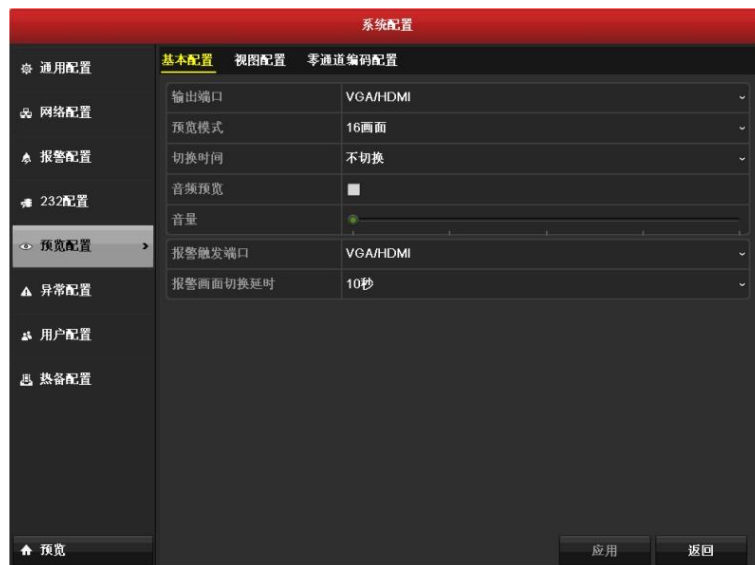 系统配置
通用配置
网络配置
报警配置
232配置
预览配置
异常配置
用户配置
热备配置
预览
基本配置 视图配置 零通道编码配置
输出端口 VGA/HDMI
预览模式 16画面
切换时间 不切换
音频预览
音量
报警触发端口 VGA/HDMI
报警画面切换延时 10秒
应用 返回